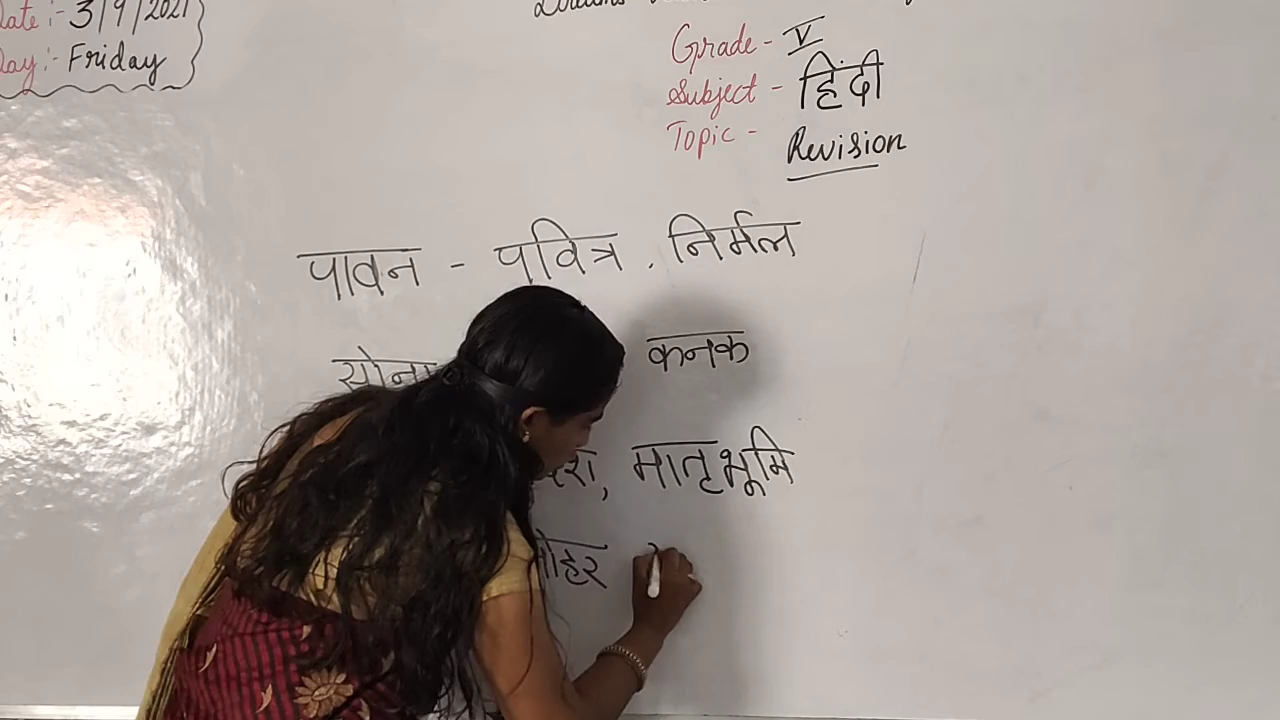 Date :- 3/9/2021
Day :- Friday
Grade - V
Subject - हिंदी
Topic - Revision
पावन - पवित्र , निर्मल
सोना कनक
मातृभूमि